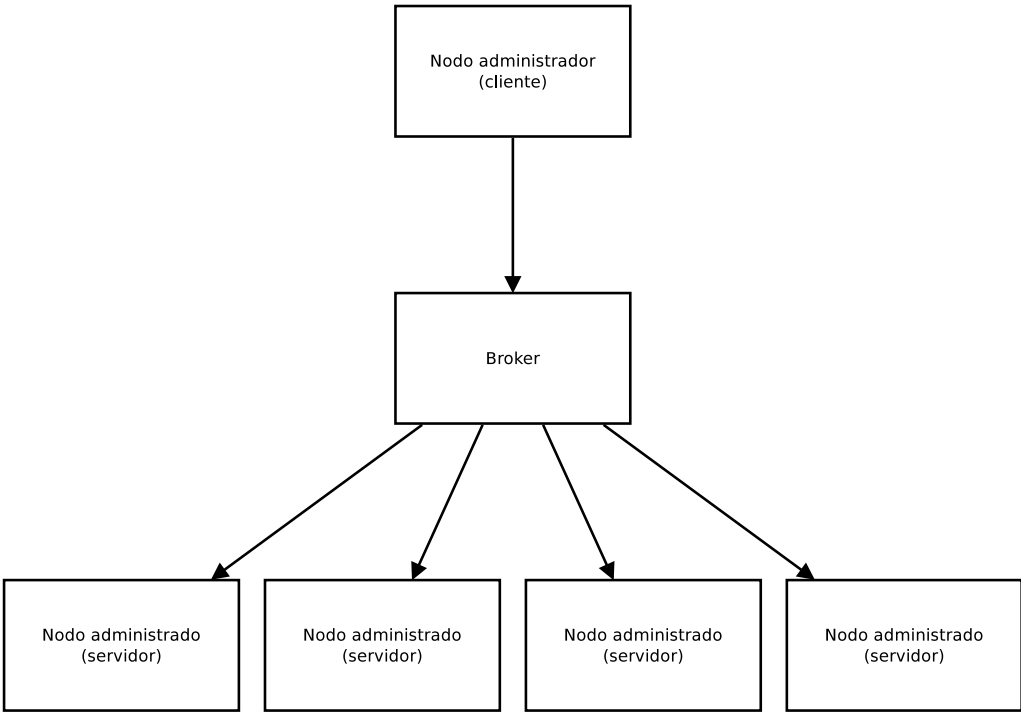 Nodo administrador
(cliente)
Broker
Nodo administrado
(servidor)
Nodo administrado
(servidor)
Nodo administrado
(servidor)
Nodo administrado
(servidor)